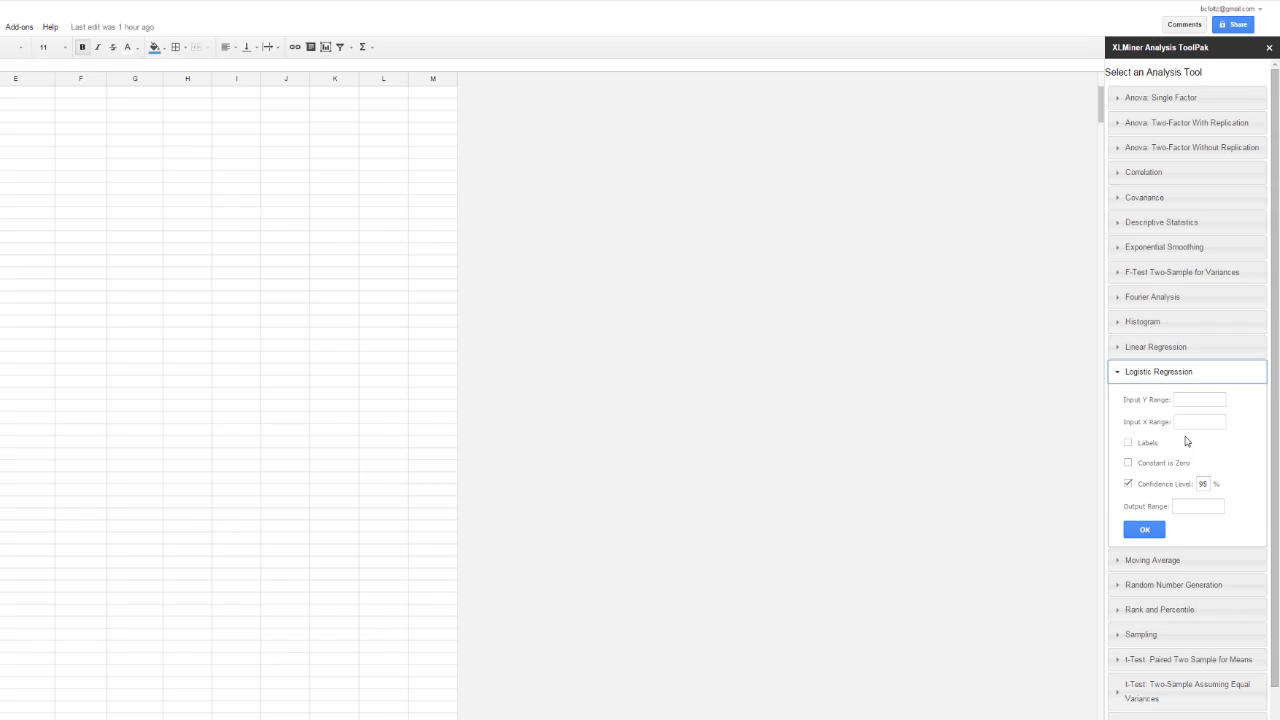 bcfoltz@gmail.com
Add-ons Help Last edit was 1 hour ago Comments Share
11 B I S A Σ
XLMiner Analysis ToolPak ×
Select an Analysis Tool
E F G H I J K L M
Anova: Single Factor
Anova: Two-Factor With Replication
Anova: Two-Factor Without Replication
Correlation
Covariance
Descriptive Statistics
Exponential Smoothing
F-Test Two-Sample for Variances
Fourier Analysis
Histogram
Linear Regression
Logistic Regression
Input Y Range:
Input X Range:
Labels
Constant is Zero
Confidence Level: 95 %
Output Range:
OK
Moving Average
Random Number Generation
Rank and Percentile
Sampling
t-Test: Paired Two Sample for Means
t-Test: Two-Sample Assuming Equal
Variances